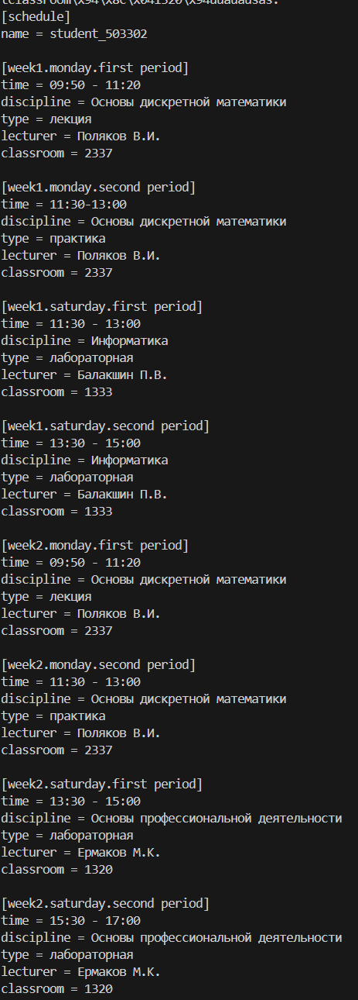 [schedule]
name = student_503302

[week1.monday.first period]
time = 09:50 - 11:20
discipline = Основы дискретной математики
type = лекция
lecturer = Поляков В.И.
classroom = 2337

[week1.monday.second period]
time = 11:30-13:00
discipline = Основы дискретной математики
type = практика
lecturer = Поляков В.И.
classroom = 2337

[week1.saturday.first period]
time = 11:30 - 13:00
discipline = Информатика
type = лабораторная
lecturer = Балакшин П.В.
classroom = 1333

[week1.saturday.second period]
time = 13:30 - 15:00
discipline = Информатика
type = лабораторная
lecturer = Балакшин П.В.
classroom = 1333

[week2.monday.first period]
time = 09:50 - 11:20
discipline = Основы дискретной математики
type = лекция
lecturer = Поляков В.И.
classroom = 2337

[week2.monday.second period]
time = 11:30 - 13:00
discipline = Основы дискретной математики
type = практика
lecturer = Поляков В.И.
classroom = 2337

[week2.saturday.first period]
time = 13:30 - 15:00
discipline = Основы профессиональной деятельности
type = лабораторная
lecturer = Ермаков М.К.
classroom = 1320

[week2.saturday.second period]
time = 15:30 - 17:00
discipline = Основы профессиональной деятельности
type = лабораторная
lecturer = Ермаков М.К.
classroom = 1320